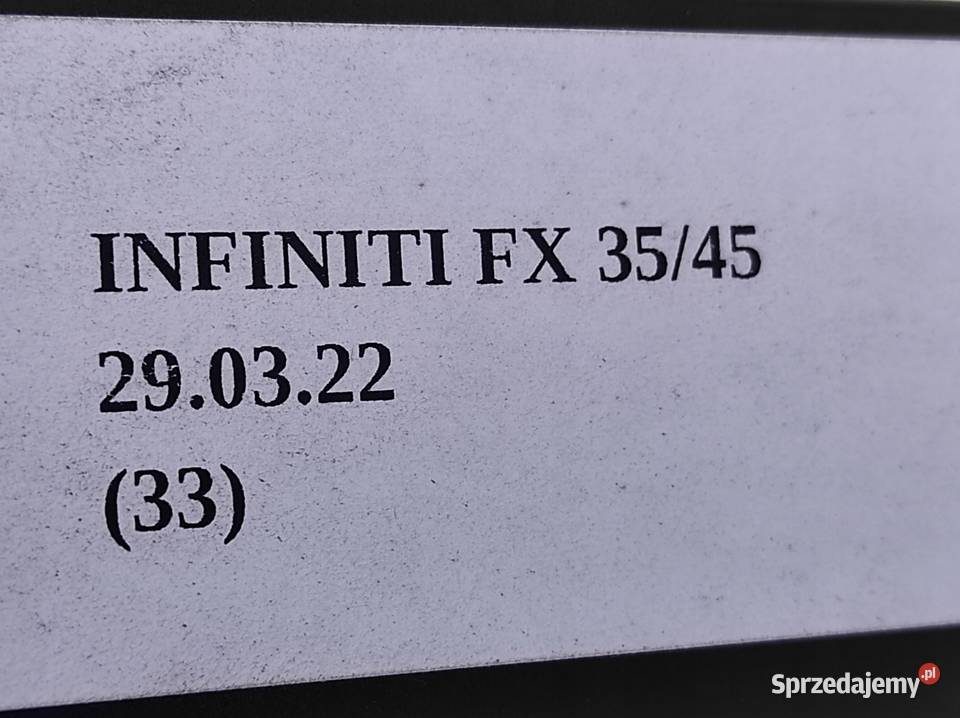 INFINITI FX 35/45
29.03.22
(33)
Sprzedajemy.pl